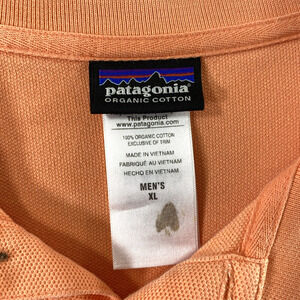 patagonia
ORGANIC COTTON
This Product
www.patagonia.com
100% ORGANIC COTTON
EXCLUSIVE OF TRIM
MADE IN VIETNAM
FABRIQUÉ AU VIETNAM
HECHO EN VIETNAM
MEN'S
XL